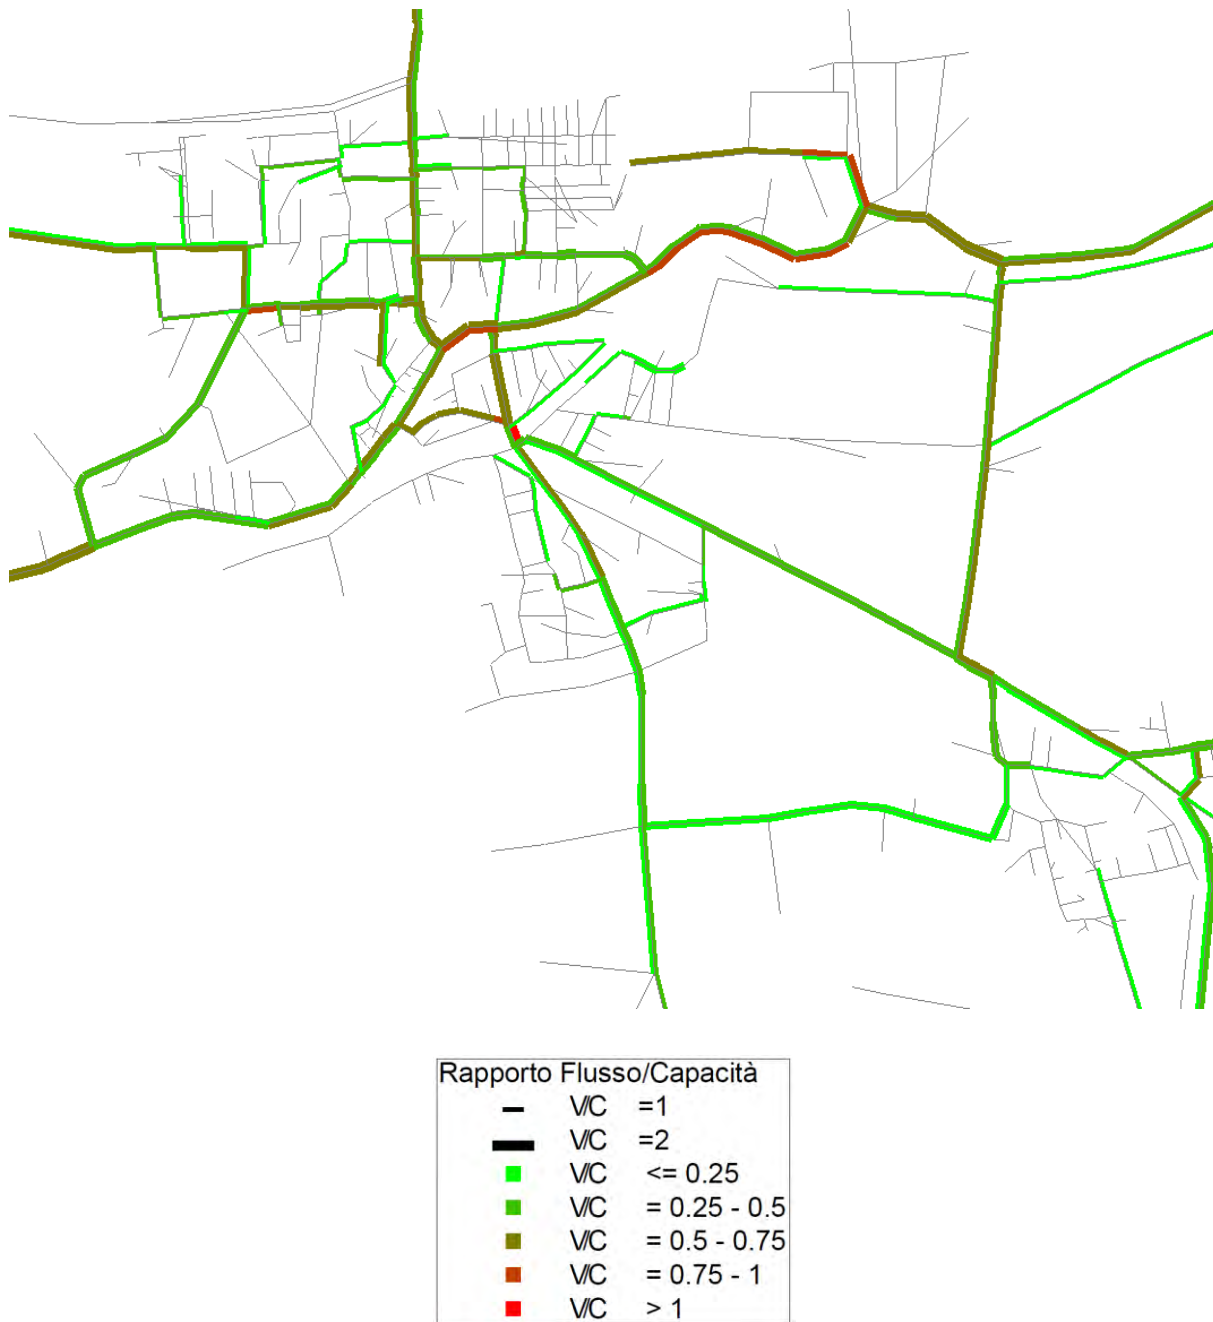 Rapporto Flusso/Capacità
V/C =1
V/C =2
V/C <= 0.25
V/C = 0.25 - 0.5
V/C = 0.5 - 0.75
V/C = 0.75 - 1
V/C > 1